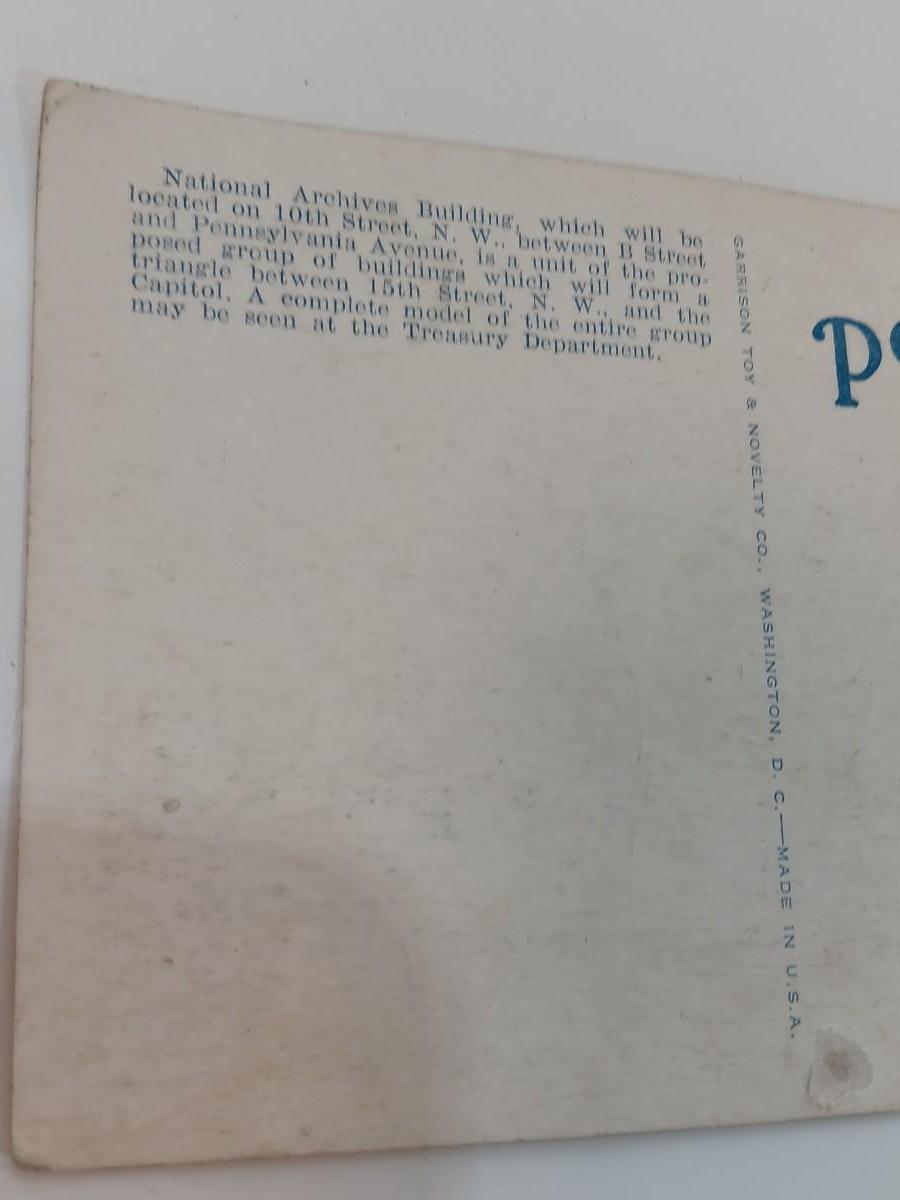 National Archives Building, which will be
located on 10th Street, N. W., between B Street
and Pennsylvania Avenue, is a unit of the pro-
posed group of buildings which will form a
triangle between 15th Street, N. W., and the
Capitol. A complete model of the entire group
may be seen at the Treasury Department.
GARRISON TOY & NOVELTY CO., WASHINGTON, D. C.—MADE IN U.S.A.
P